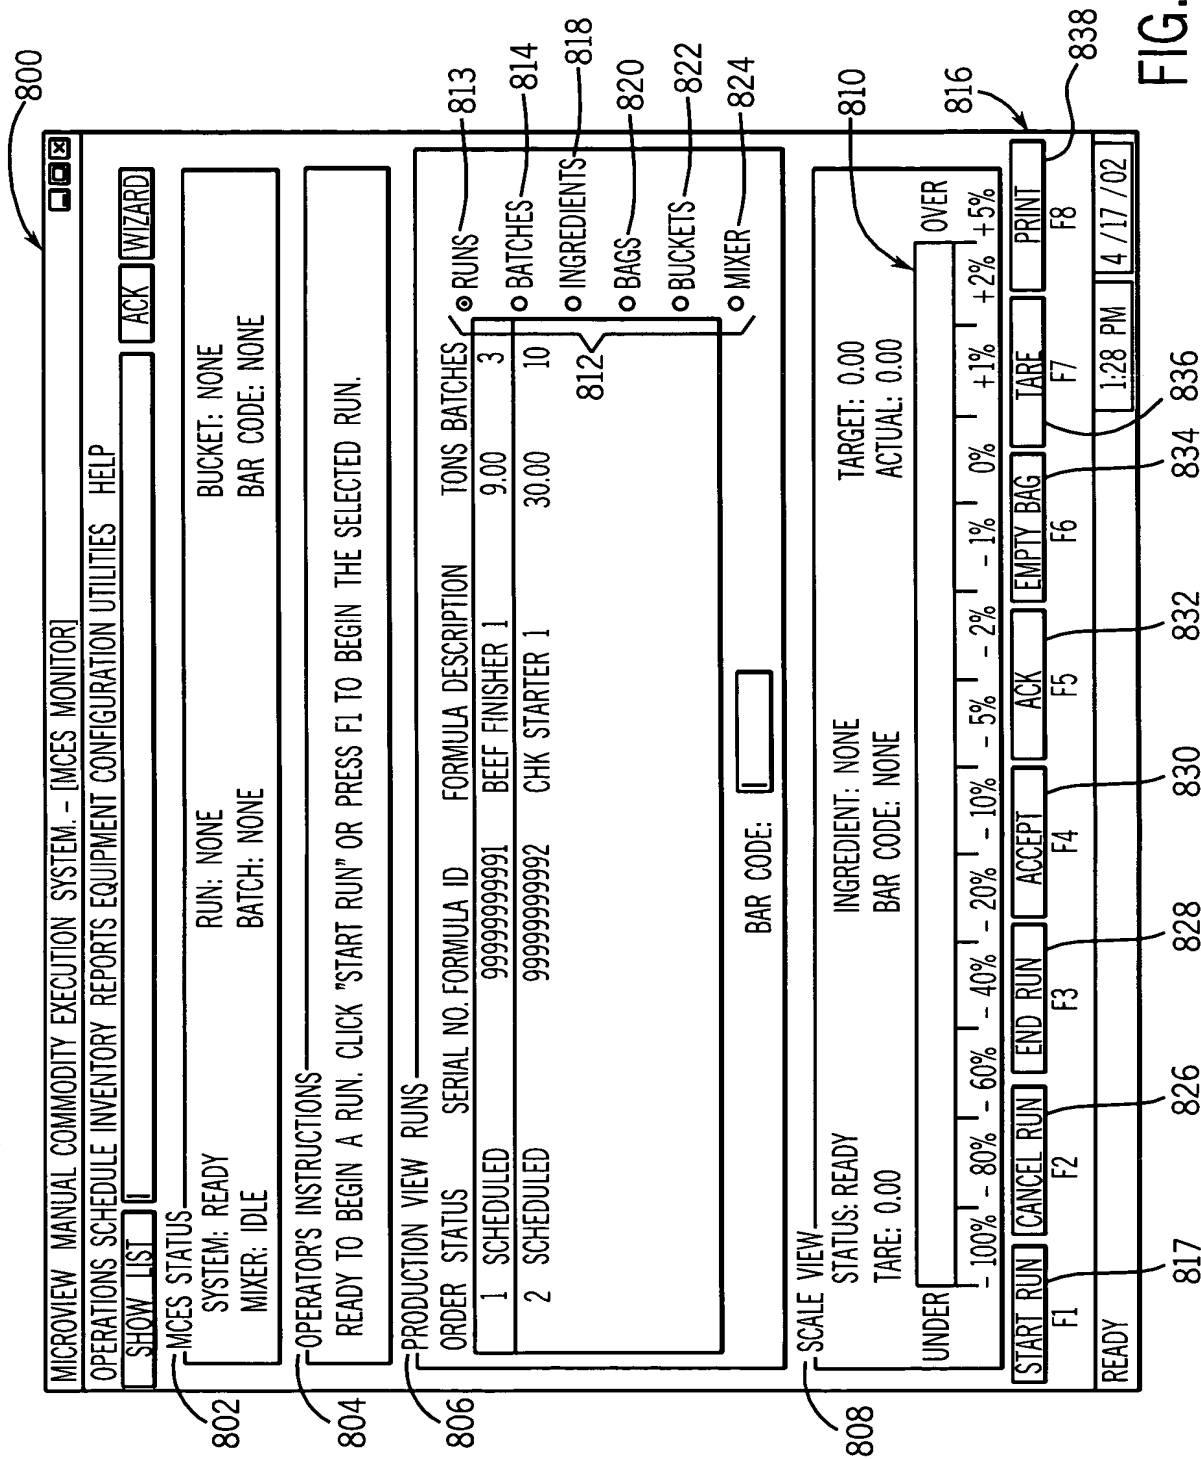 800
MICROVIEW MANUAL COMMODITY EXECUTION SYSTEM. – [MCES MONITOR]
OPERATIONS SCHEDULE INVENTORY REPORTS EQUIPMENT CONFIGURATION UTILITIES HELP
SHOW LIST ACK WIZARD
802 MCES STATUS
SYSTEM: READY RUN: NONE BUCKET: NONE
MIXER: IDLE BATCH: NONE BAR CODE: NONE
804 OPERATOR'S INSTRUCTIONS
READY TO BEGIN A RUN. CLICK "START RUN" OR PRESS F1 TO BEGIN THE SELECTED RUN.
806 PRODUCTION VIEW RUNS
ORDER STATUS SERIAL NO. FORMULA ID FORMULA DESCRIPTION TONS BATCHES
1 SCHEDULED 99999999991 BEEF FINISHER 1 9.00 3
2 SCHEDULED 99999999992 CHK STARTER 1 30.00 10
RUNS 813
BATCHES 814
INGREDIENTS 818
BAGS 820
BUCKETS 822
MIXER 824
812
BAR CODE:
808 SCALE VIEW
STATUS: READY INGREDIENT: NONE TARGET: 0.00
TARE: 0.00 BAR CODE: NONE ACTUAL: 0.00
810
UNDER OVER
– 100% – 80% – 60% – 40% – 20% – 10% – 5% – 2% – 1% 0% +1% +2% +5%
816
START RUN CANCEL RUN END RUN ACCEPT ACK EMPTY BAG TARE PRINT
F1 F2 F3 F4 F5 F6 F7 F8
838
READY 1:28 PM 4 /17 /02
817 826 828 830 832 834 836
FIG.